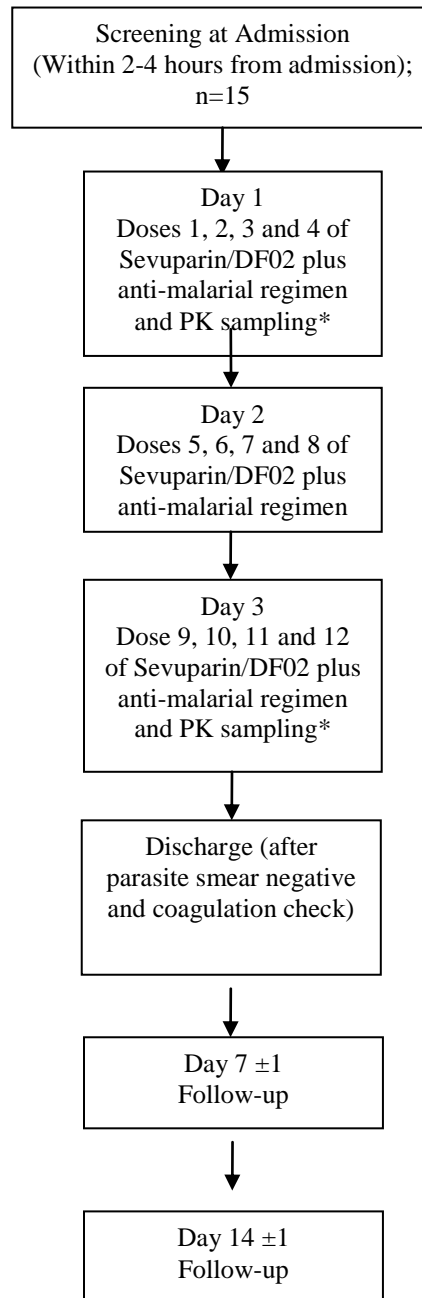 Screening at Admission
(Within 2-4 hours from admission);
n=15
Day 1
Doses 1, 2, 3 and 4 of
Sevuparin/DF02 plus
anti-malarial regimen
and PK sampling*
Day 2
Doses 5, 6, 7 and 8 of
Sevuparin/DF02 plus
anti-malarial regimen
Day 3
Dose 9, 10, 11 and 12
of Sevuparin/DF02 plus
anti-malarial regimen
and PK sampling*
Discharge (after
parasite smear negative
and coagulation check)
Day 7 ±1
Follow-up
Day 14 ±1
Follow-up